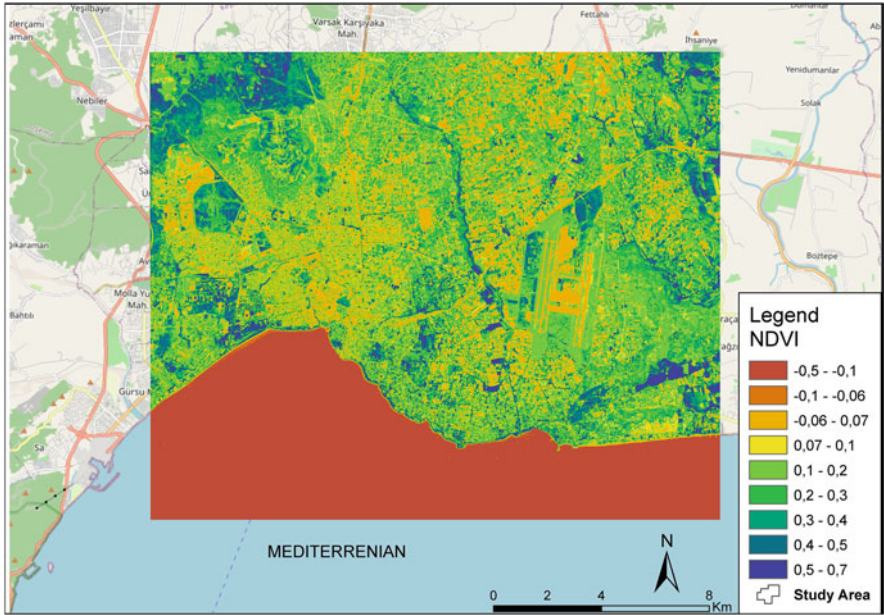 Yeşilbayır
Varsak Karşıyaka
Mah.
Fettahlı
İhsaniye
Yenidumanlar
Nebiler
Solak
Boztepe
Molla Yu
Mah.
Bahtılı
Gürsu M
Legend
NDVI
-0,5 - -0,1
-0,1 - -0,06
-0,06 - 0,07
0,07 - 0,1
0,1 - 0,2
0,2 - 0,3
0,3 - 0,4
0,4 - 0,5
0,5 - 0,7
Study Area
MEDITERRENIAN
N
0 2 4 8
Km